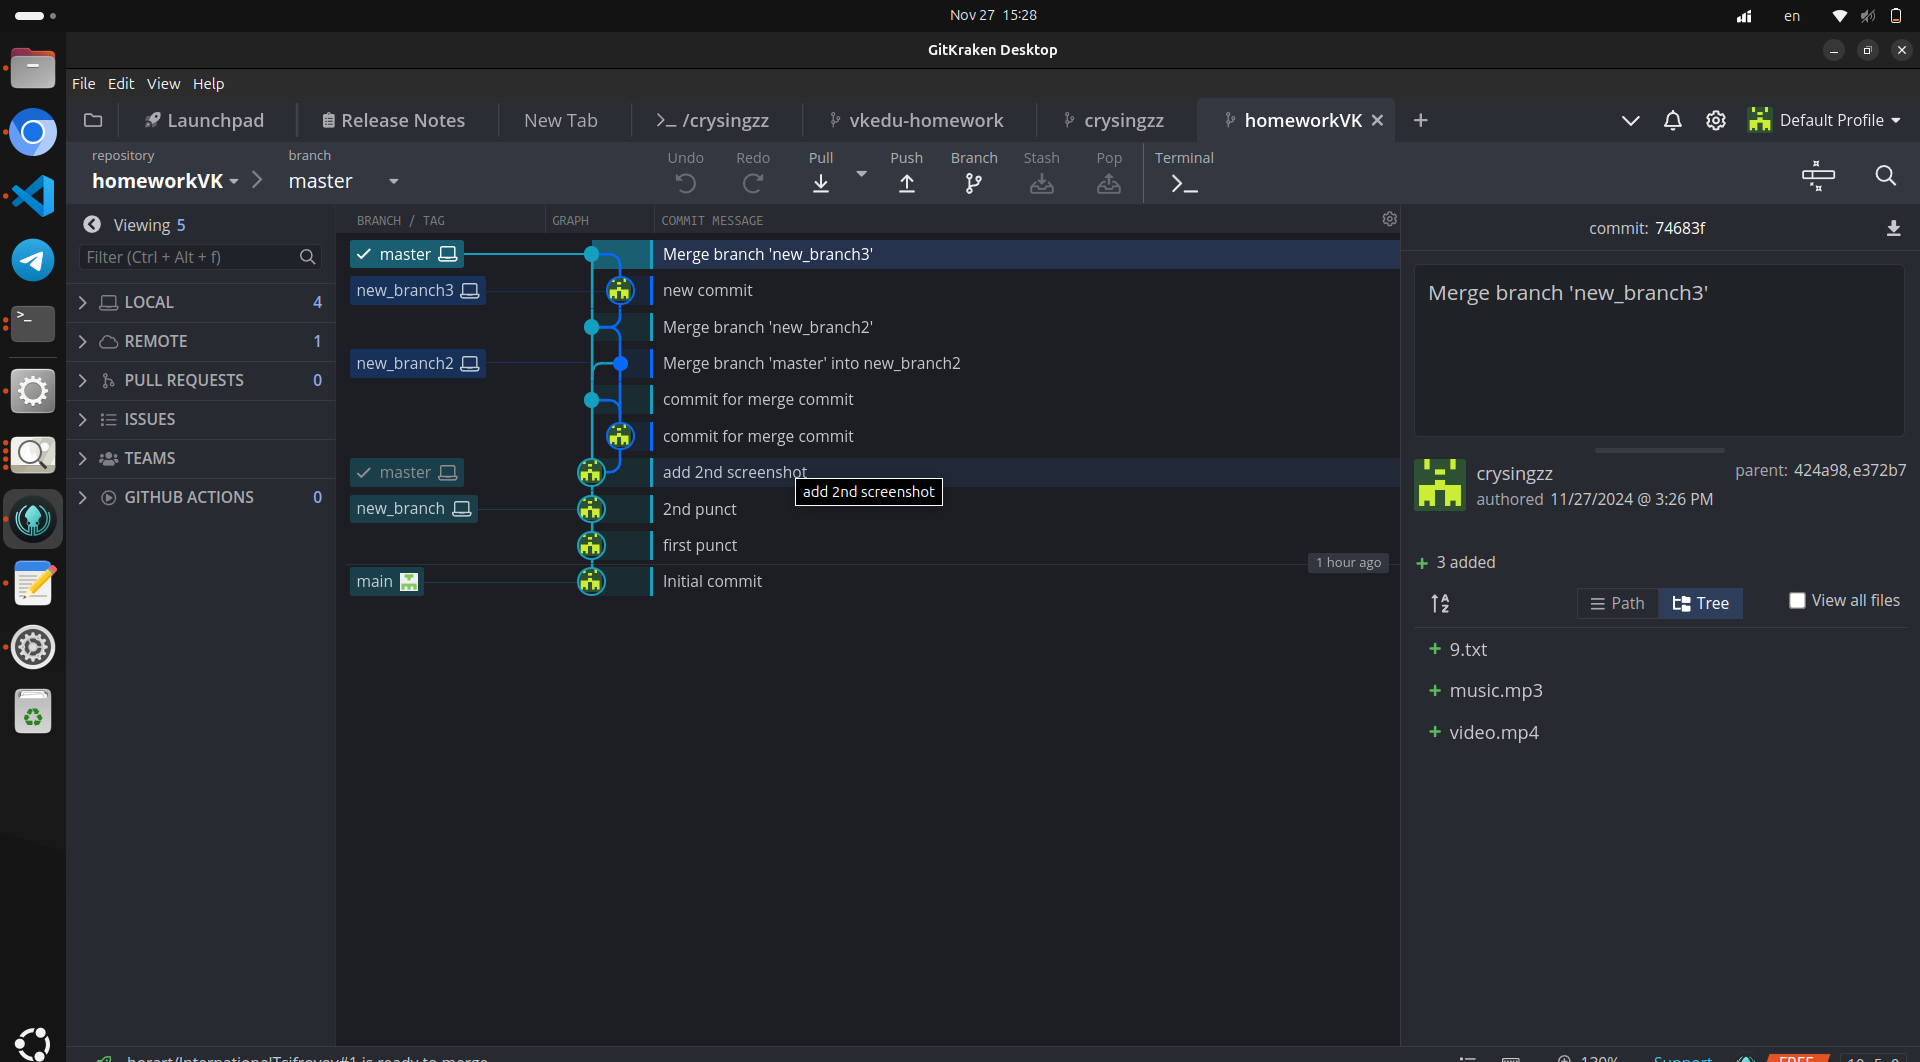 Nov 27 15:28
en
GitKraken Desktop
File Edit View Help
Launchpad
Release Notes
New Tab
/crysingzz
vkedu-homework
crysingzz
homeworkVK
Default Profile
repository
homeworkVK
branch
master
Undo
Redo
Pull
Push
Branch
Stash
Pop
Terminal
Viewing 5
Filter (Ctrl + Alt + f)
LOCAL 4
REMOTE 1
PULL REQUESTS 0
ISSUES
TEAMS
GITHUB ACTIONS 0
BRANCH / TAG GRAPH COMMIT MESSAGE
master Merge branch 'new_branch3'
new_branch3 new commit
Merge branch 'new_branch2'
new_branch2 Merge branch 'master' into new_branch2
commit for merge commit
commit for merge commit
master add 2nd screenshot
add 2nd screenshot
new_branch 2nd punct
first punct
1 hour ago
main Initial commit
commit: 74683f
Merge branch 'new_branch3'
crysingzz
authored 11/27/2024 @ 3:26 PM
parent: 424a98,e372b7
3 added
Path
Tree
View all files
9.txt
music.mp3
video.mp4
130%
Support
FREE